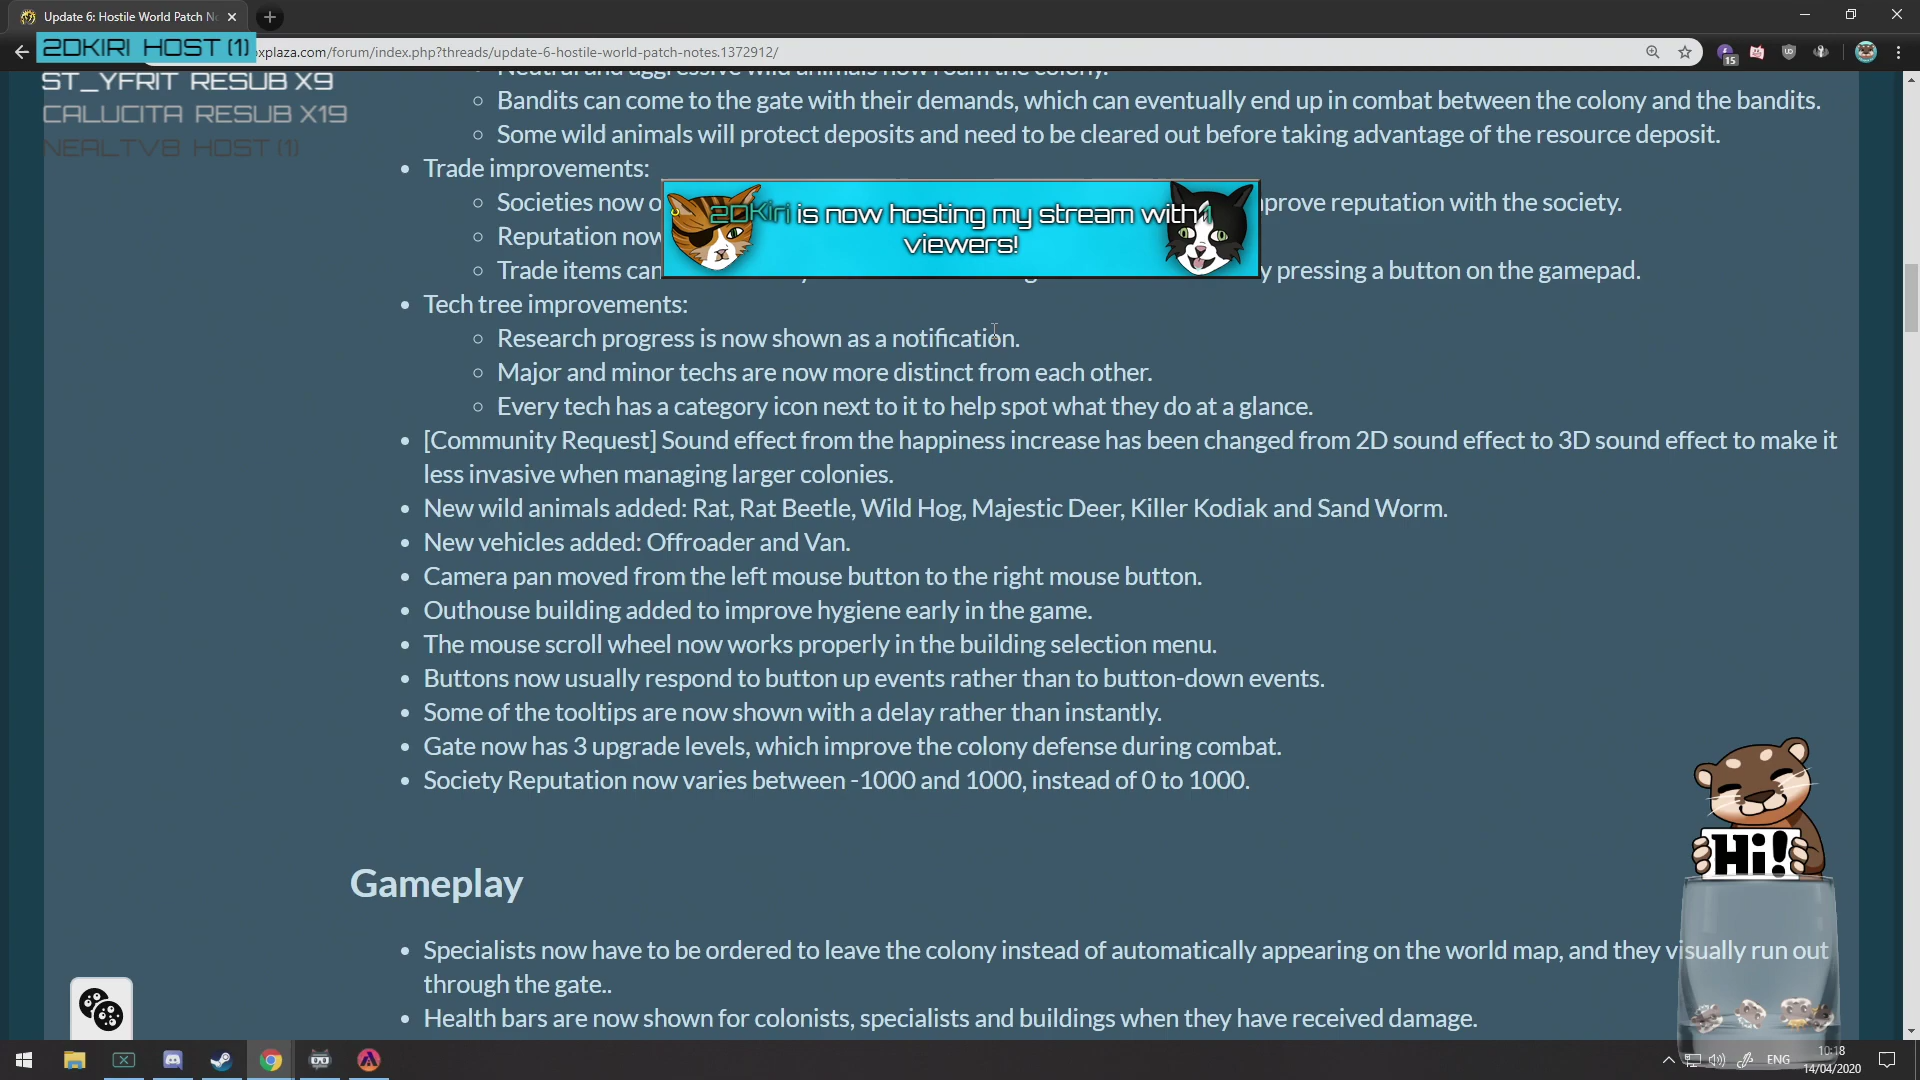 Update 6: Hostile World Patch No
2DKIRI HOST (1)
oxplaza.com/forum/index.php?threads/update-6-hostile-world-patch-notes.1372912/
15
ST_YFRIT RESUB X9
CALUCITA RESUB X19
NEALTV8 HOST (1)
Neutral and aggressive wild animals now roam the colony.
Bandits can come to the gate with their demands, which can eventually end up in combat between the colony and the bandits.
Some wild animals will protect deposits and need to be cleared out before taking advantage of the resource deposit.
Trade improvements:
Societies now o
prove reputation with the society.
2DKiri is now hosting my stream with 1
viewers!
Reputation now
Trade items can
y pressing a button on the gamepad.
Tech tree improvements:
Research progress is now shown as a notification.
Major and minor techs are now more distinct from each other.
Every tech has a category icon next to it to help spot what they do at a glance.
[Community Request] Sound effect from the happiness increase has been changed from 2D sound effect to 3D sound effect to make it
less invasive when managing larger colonies.
New wild animals added: Rat, Rat Beetle, Wild Hog, Majestic Deer, Killer Kodiak and Sand Worm.
New vehicles added: Offroader and Van.
Camera pan moved from the left mouse button to the right mouse button.
Outhouse building added to improve hygiene early in the game.
The mouse scroll wheel now works properly in the building selection menu.
Buttons now usually respond to button up events rather than to button-down events.
Some of the tooltips are now shown with a delay rather than instantly.
Gate now has 3 upgrade levels, which improve the colony defense during combat.
Society Reputation now varies between -1000 and 1000, instead of 0 to 1000.
Hi!
Gameplay
Specialists now have to be ordered to leave the colony instead of automatically appearing on the world map, and they visually run out
through the gate..
Health bars are now shown for colonists, specialists and buildings when they have received damage.
ENG
10:18
14/04/2020